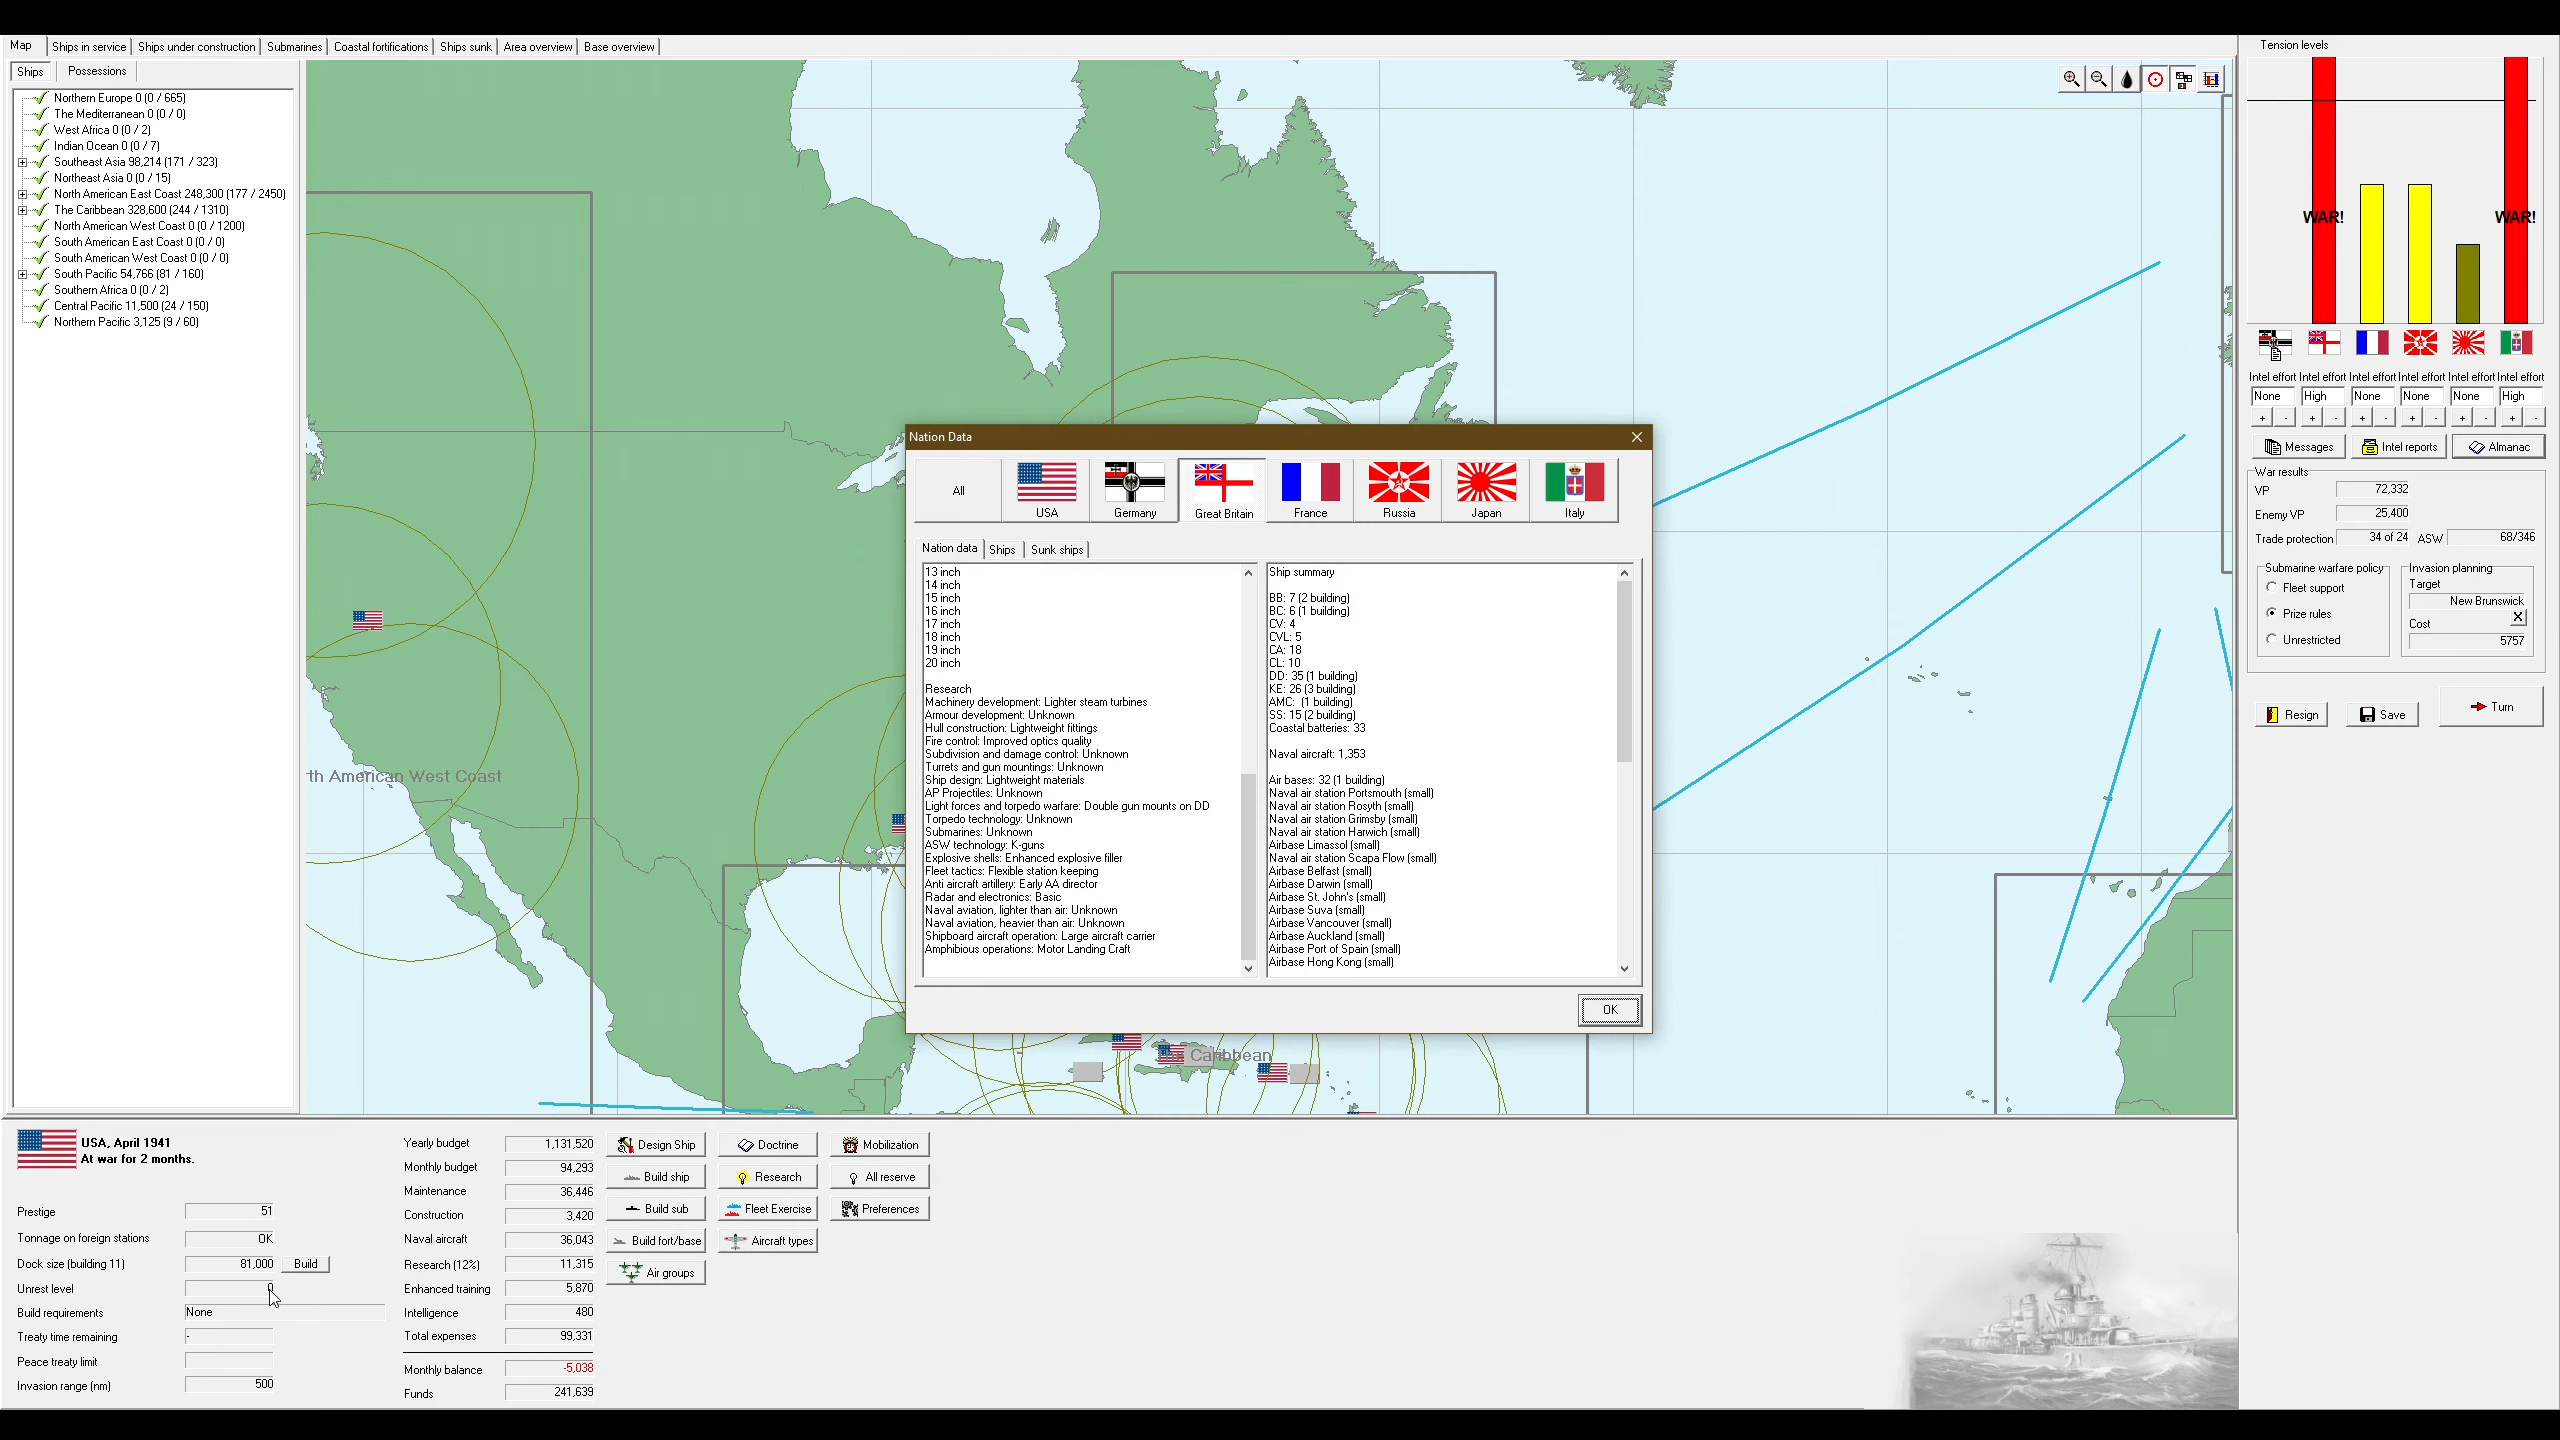 Map
Ships in service
Ships under construction
Submarines
Coastal fortifications
Ships sunk
Area overview
Base overview
Ships
Possessions
Northern Europe 0 (0 / 665)
The Mediterranean 0 (0 / 0)
West Africa 0 (0 / 2)
Indian Ocean 0 (0 / 7)
Southeast Asia 98,214 (171 / 323)
Northeast Asia 0 (0 / 15)
North American East Coast 248,300 (177 / 2450)
The Caribbean 328,600 (244 / 1310)
North American West Coast 0 (0 / 1200)
South American East Coast 0 (0 / 0)
South American West Coast 0 (0 / 0)
South Pacific 54,766 (81 / 160)
Southern Africa 0 (0 / 2)
Central Pacific 11,500 (24 / 150)
Northern Pacific 3,125 (9 / 60)
th American West Coast
Caribbean
Nation Data
All
USA
Germany
Great Britain
France
Russia
Japan
Italy
Nation data
Ships
Sunk ships
13 inch
14 inch
15 inch
16 inch
17 inch
18 inch
19 inch
20 inch
Research
Machinery development: Lighter steam turbines
Armour development: Unknown
Hull construction: Lightweight fittings
Fire control: Improved optics quality
Subdivision and damage control: Unknown
Turrets and gun mountings: Unknown
Ship design: Lightweight materials
AP Projectiles: Unknown
Light forces and torpedo warfare: Double gun mounts on DD
Torpedo technology: Unknown
Submarines: Unknown
ASW technology: K-guns
Explosive shells: Enhanced explosive filler
Fleet tactics: Flexible station keeping
Anti aircraft artillery: Early AA director
Radar and electronics: Basic
Naval aviation, lighter than air: Unknown
Naval aviation, heavier than air: Unknown
Shipboard aircraft operation: Large aircraft carrier
Amphibious operations: Motor Landing Craft
Ship summary
BB: 7 (2 building)
BC: 6 (1 building)
CV: 4
CVL: 5
CA: 18
CL: 10
DD: 35 (1 building)
KE: 26 (3 building)
AMC: (1 building)
SS: 15 (2 building)
Coastal batteries: 33
Naval aircraft: 1,353
Air bases: 32 (1 building)
Naval air station Portsmouth (small)
Naval air station Rosyth (small)
Naval air station Grimsby (small)
Naval air station Harwich (small)
Airbase Limassol (small)
Naval air station Scapa Flow (small)
Airbase Belfast (small)
Airbase Darwin (small)
Airbase St. John's (small)
Airbase Suva (small)
Airbase Vancouver (small)
Airbase Auckland (small)
Airbase Port of Spain (small)
Airbase Hong Kong (small)
OK
Tension levels
WAR!
WAR!
Intel effort Intel effort Intel effort Intel effort Intel effort Intel effort
None High None None None High
+ - + - + - + - + - + -
Messages
Intel reports
Almanac
War results
VP 72,332
Enemy VP 25,400
Trade protection 34 of 24 ASW 68/346
Submarine warfare policy
Fleet support
Prize rules
Unrestricted
Invasion planning
Target
New Brunswick
X
Cost
5757
Resign
Save
Turn
USA, April 1941
At war for 2 months.
Prestige 51
Tonnage on foreign stations OK
Dock size (building 11) 81,000 Build
Unrest level 0
Build requirements None
Treaty time remaining -
Peace treaty limit
Invasion range (nm) 500
Yearly budget 1,131,520
Monthly budget 94,293
Maintenance 36,446
Construction 3,420
Naval aircraft 36,043
Research (12%) 11,315
Enhanced training 5,870
Intelligence 480
Total expenses 99,331
Monthly balance -5,038
Funds 241,639
Design Ship
Doctrine
Mobilization
Build ship
Research
All reserve
Build sub
Fleet Exercise
Preferences
Build fort/base
Aircraft types
Air groups